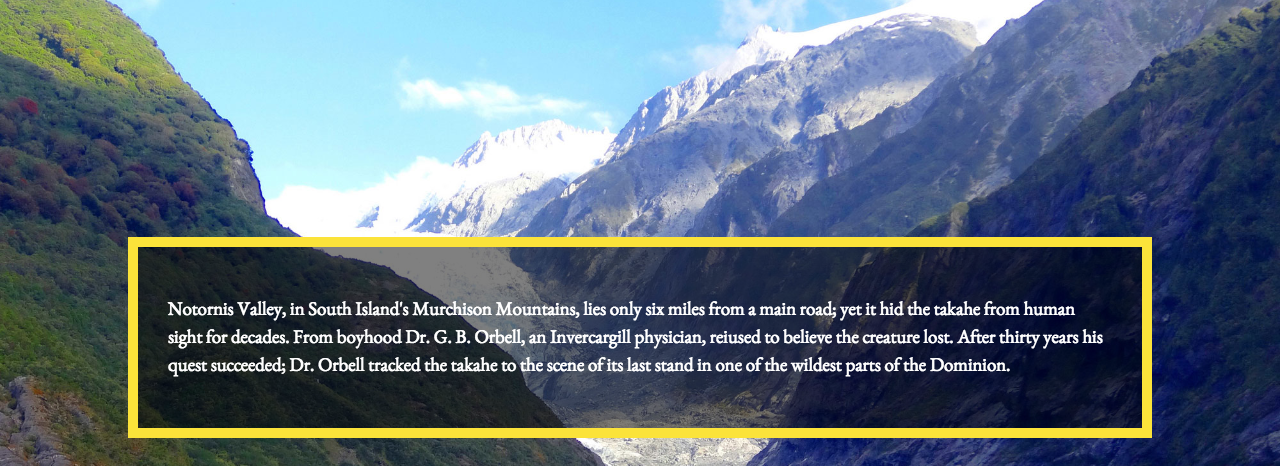 Notornis Valley, in South Island's Murchison Mountains, lies only six miles from a main road; yet it hid the takahe from human
sight for decades. From boyhood Dr. G. B. Orbell, an Invercargill physician, reiused to believe the creature lost. After thirty years his
quest succeeded; Dr. Orbell tracked the takahe to the scene of its last stand in one of the wildest parts of the Dominion.